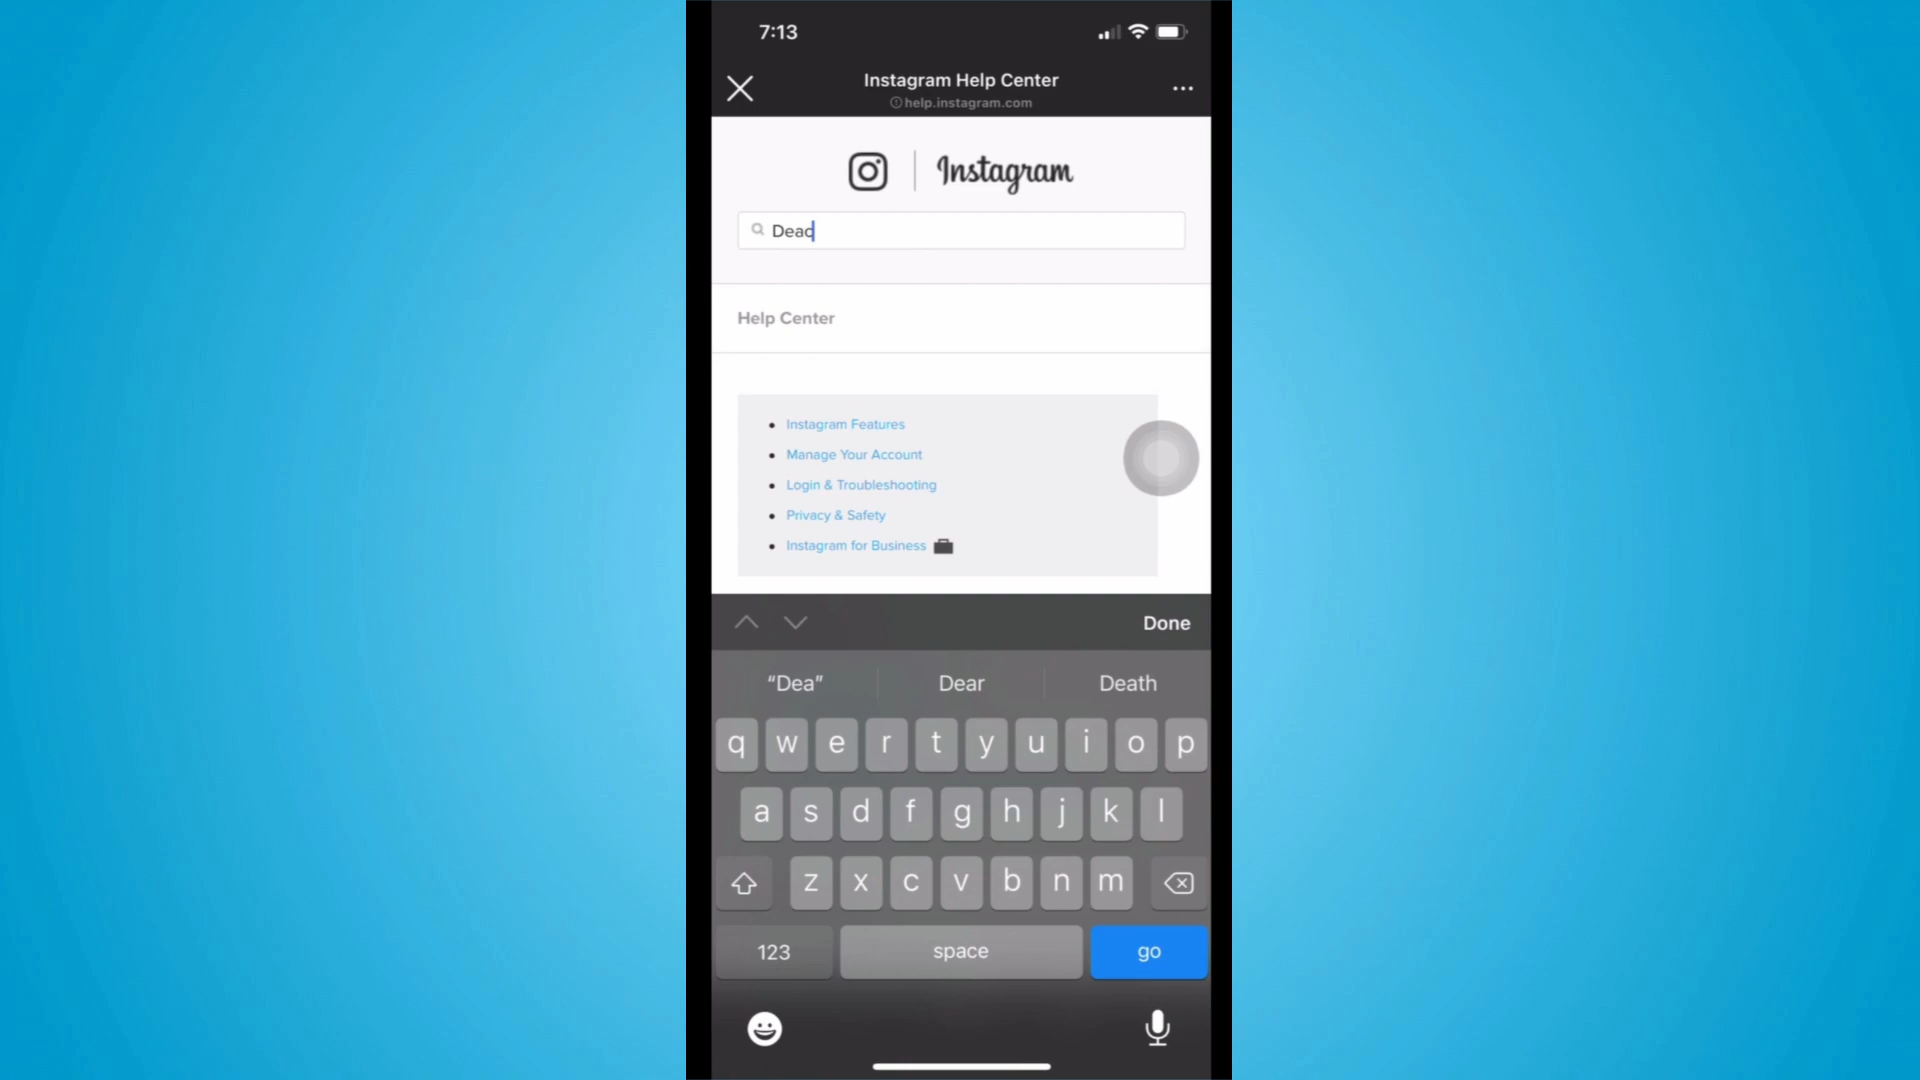 7:13
Instagram Help Center
help.instagram.com
Instagram
Deac
Help Center
Instagram Features
Manage Your Account
Login & Troubleshooting
Privacy & Safety
Instagram for Business
Done
“Dea” Dear Death
q w e r t y u i o p
a s d f g h j k l
z x c v b n m
123 space go